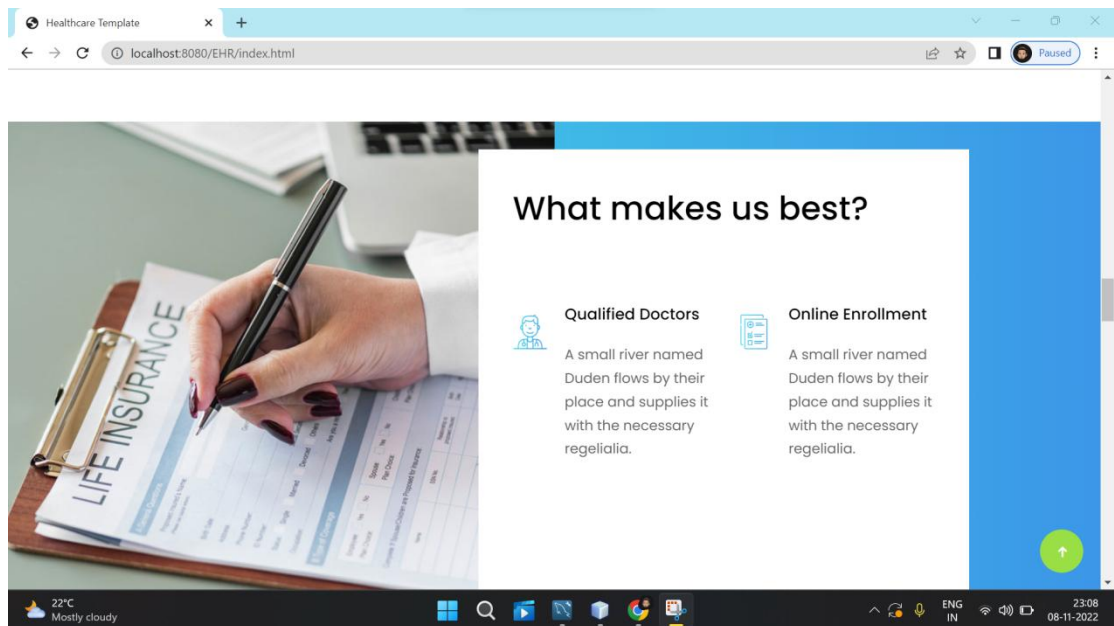 Healthcare Template
localhost:8080/EHR/index.html
Paused
What makes us best?
Qualified Doctors
A small river named
Duden flows by their
place and supplies it
with the necessary
regelialia.
Online Enrollment
A small river named
Duden flows by their
place and supplies it
with the necessary
regelialia.
LIFE INSURANCE
22°C
Mostly cloudy
ENG
IN
23:08
08-11-2022